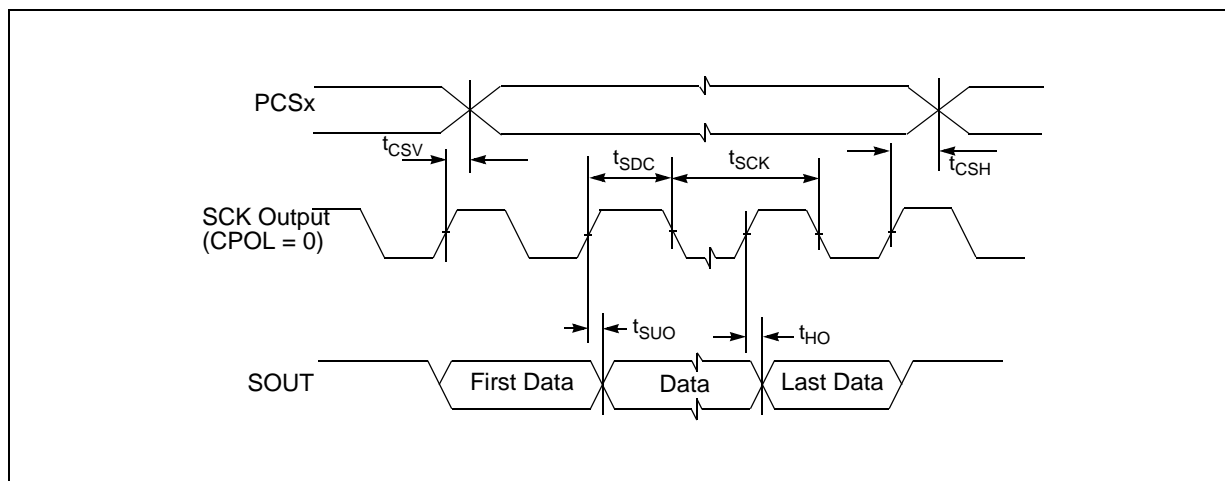 PCSx
tCSV
tSDC
tSCK
tCSH
SCK Output
(CPOL = 0)
tSUO
tHO
SOUT
First Data
Data
Last Data